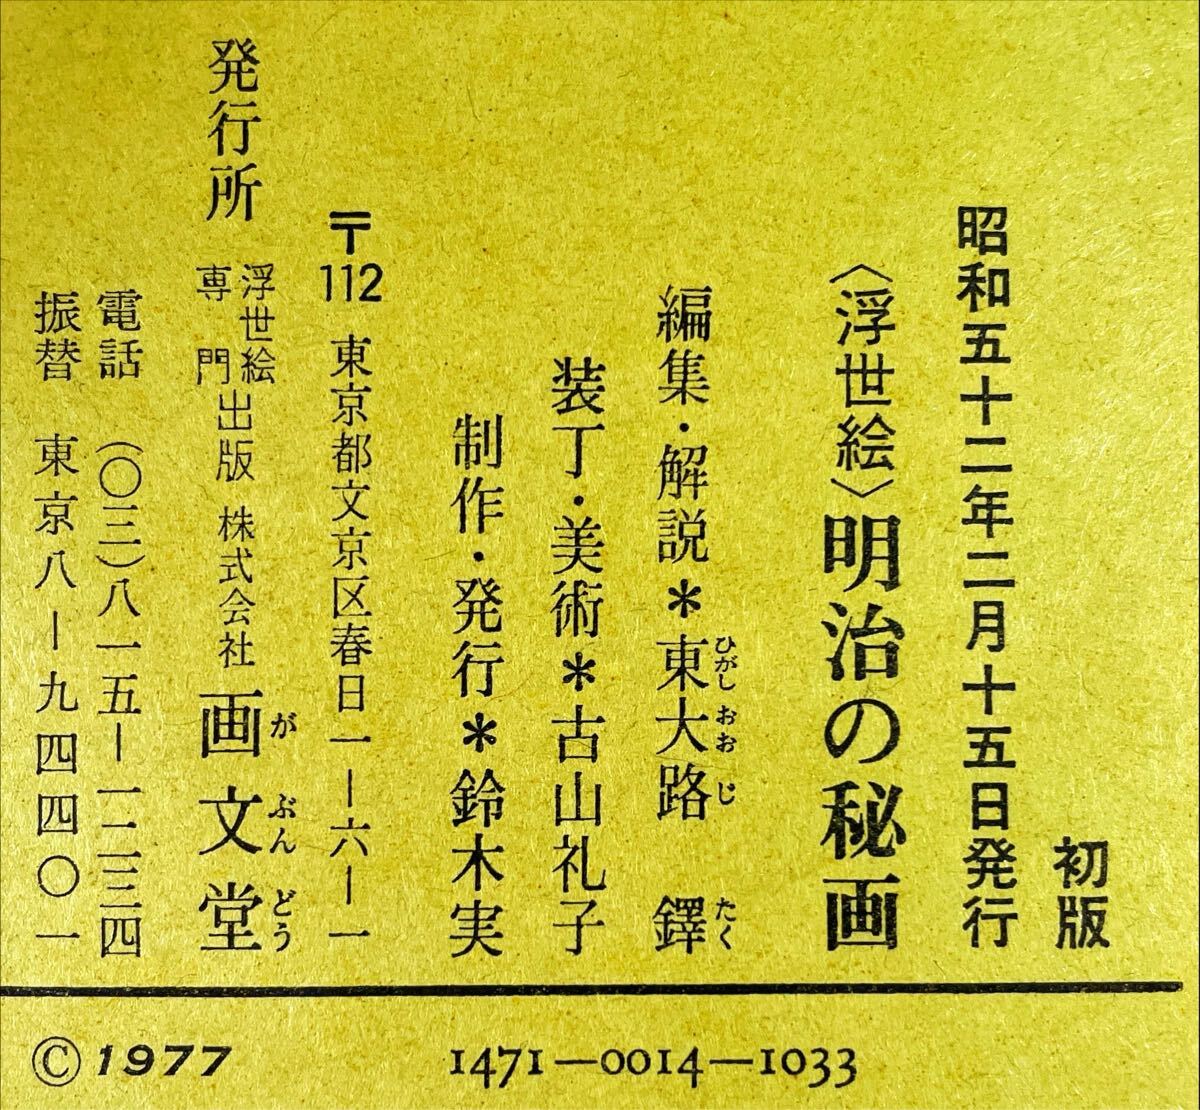 初版
昭和五十二年二月十五日発行
〈浮世絵〉明治の秘画
編集・解説＊東大路　鐸
ひがしおおじ　たく
装丁・美術＊古山礼子
制作・発行＊鈴木実
〒112　東京都文京区春日一－六－一
発行所　浮世絵専門出版　株式会社　画文堂
がぶんどう
電話　（〇三）八一五－一二三四
振替　東京八－九四四〇一
© 1977　1471－0014－1033